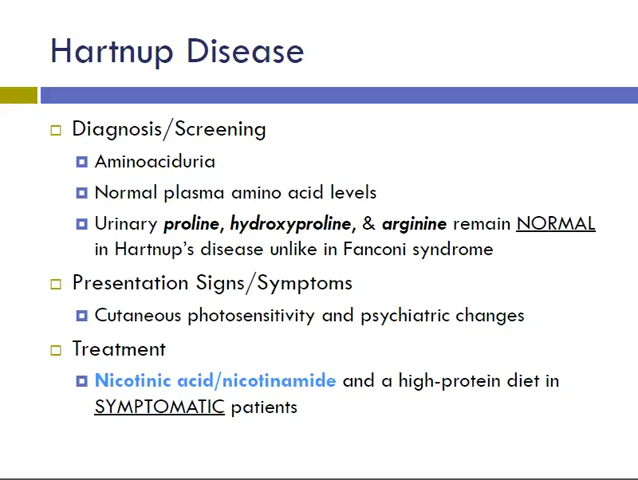 Hartnup Disease
Diagnosis/Screening
Aminoaciduria
Normal plasma amino acid levels
Urinary proline, hydroxyproline, & arginine remain NORMAL
in Hartnup's disease unlike in Fanconi syndrome
Presentation Signs/Symptoms
Cutaneous photosensitivity and psychiatric changes
Treatment
Nicotinic acid/nicotinamide and a high-protein diet in
SYMPTOMATIC patients